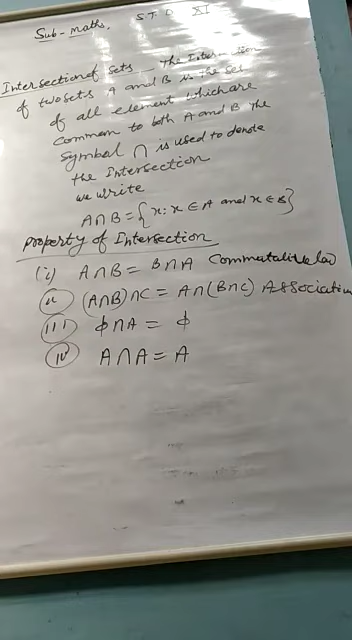 Sub- maths, S.T.D XI
Intersection of Sets _ The Intersection
of two sets A and B is the set
of all element which are
Common to both A and B The
Symbol ∩ is used to denote
the Intersection
we write
A∩B = {x: x ∈ A and x ∈ B}
Property of Intersection
(i) A∩B = B∩A Commutative law
ii (A∩B)∩C = A∩(B∩C) Association
iii ϕ∩A = ϕ
iv A∩A = A